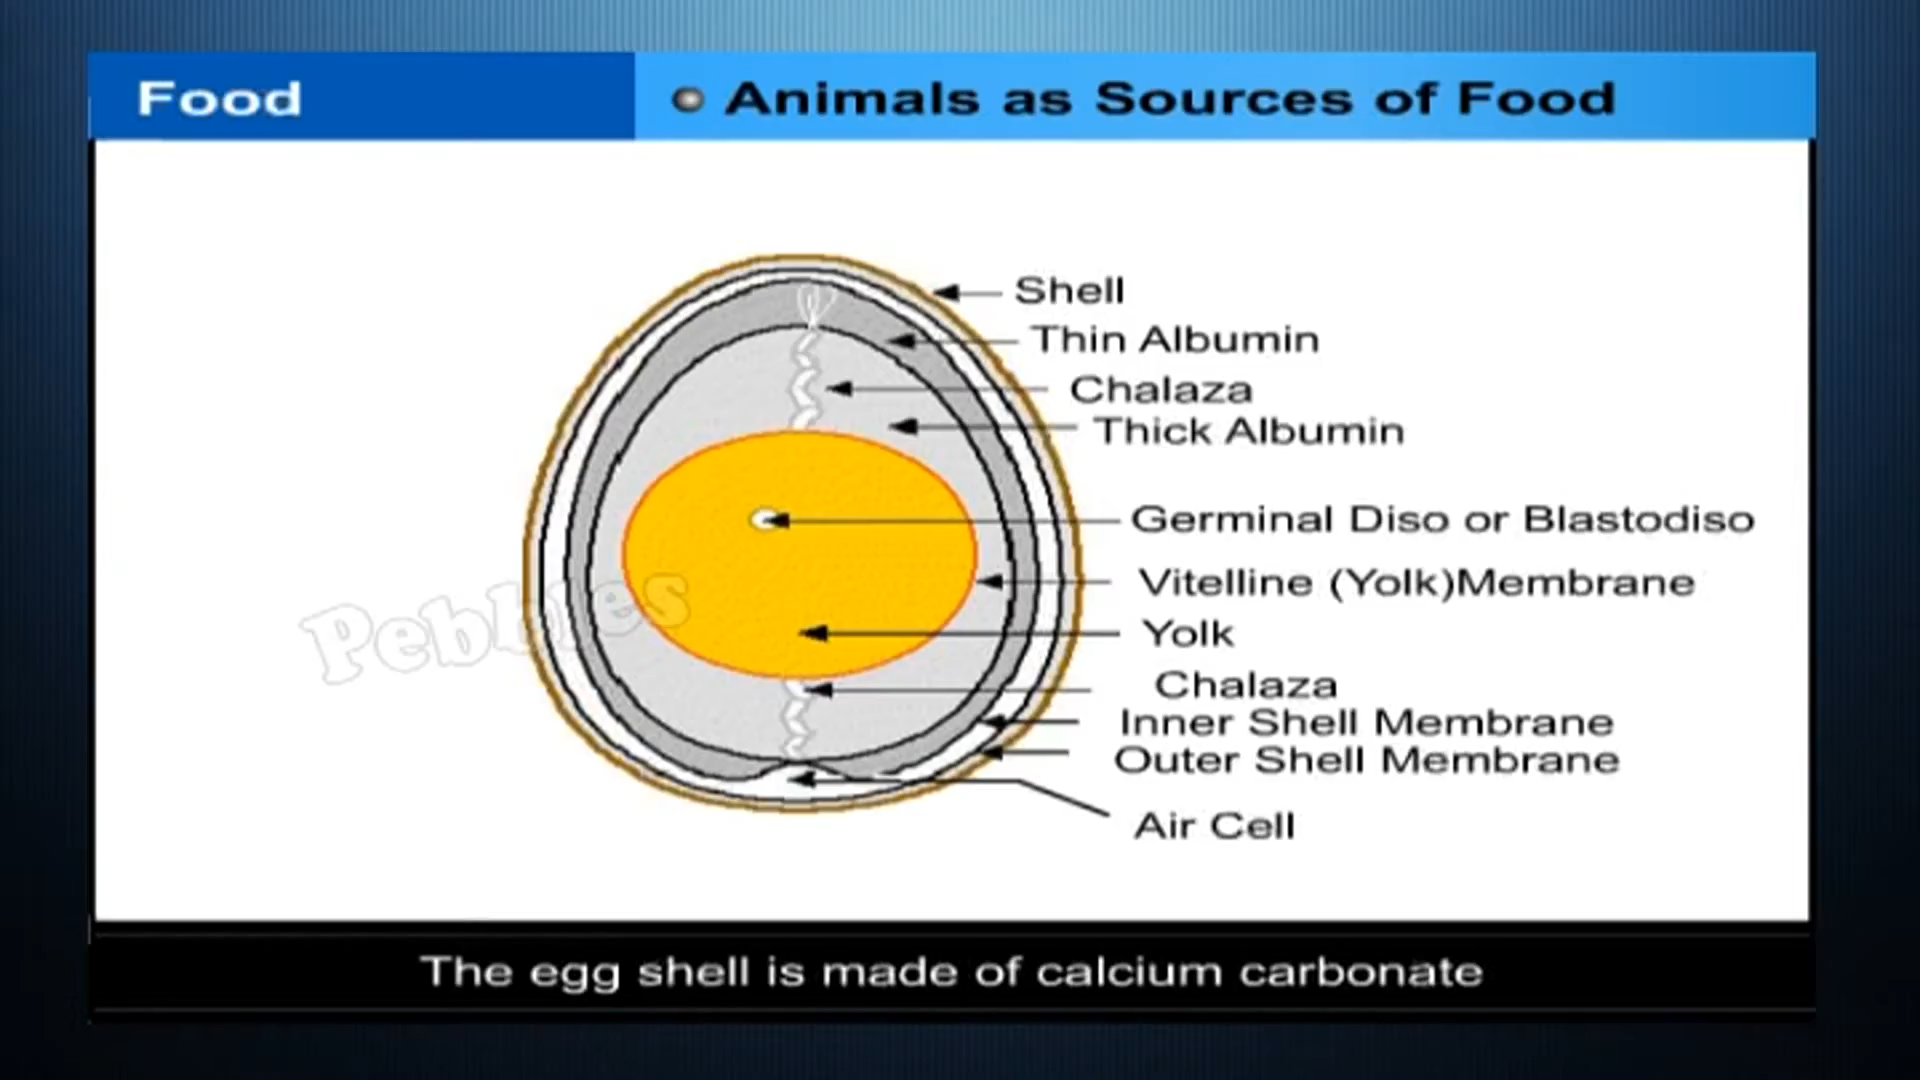 Food
Animals as Sources of Food
Shell
Thin Albumin
Chalaza
Thick Albumin
Germinal Diso or Blastodiso
Vitelline (Yolk)Membrane
Yolk
Chalaza
Inner Shell Membrane
Outer Shell Membrane
Air Cell
Pebbles
The egg shell is made of calcium carbonate